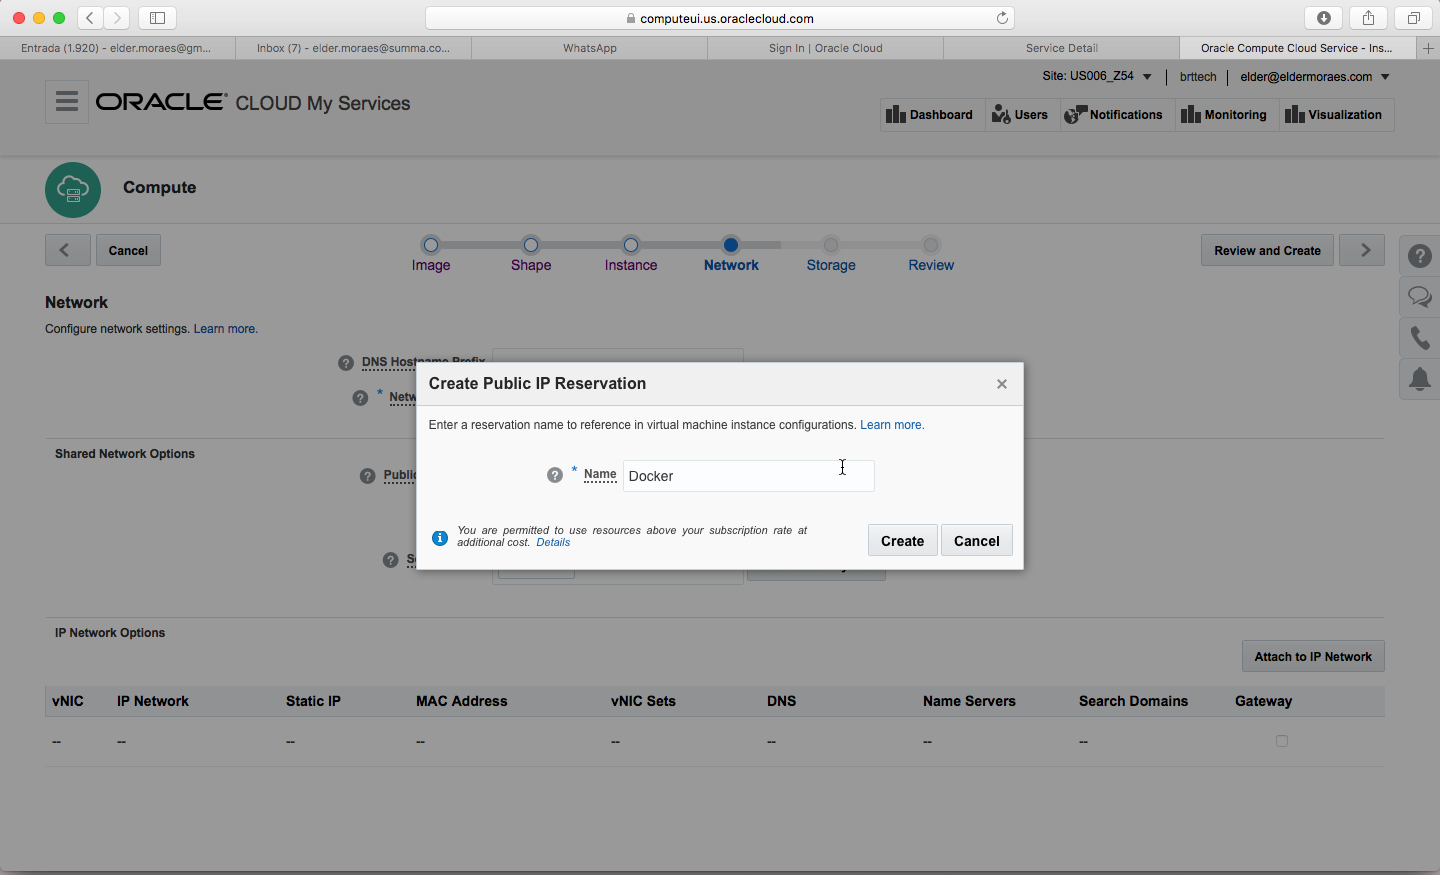 computeui.us.oraclecloud.com
Entrada (1.920) - elder.moraes@gm...
Inbox (7) - elder.moraes@summa.co...
WhatsApp
Sign In | Oracle Cloud
Service Detail
Oracle Compute Cloud Service - Ins...
Site: US006_Z54
brttech
elder@eldermoraes.com
ORACLE CLOUD My Services
Dashboard
Users
Notifications
Monitoring
Visualization
Compute
Cancel
Image
Shape
Instance
Network
Storage
Review
Review and Create
Network
Configure network settings. Learn more.
DNS Hostname Prefix
* Netw
Shared Network Options
Public
Create Public IP Reservation
Enter a reservation name to reference in virtual machine instance configurations. Learn more.
* Name
Docker
You are permitted to use resources above your subscription rate at
additional cost. Details
Create
Cancel
IP Network Options
Attach to IP Network
vNIC
IP Network
Static IP
MAC Address
vNIC Sets
DNS
Name Servers
Search Domains
Gateway
--
--
--
--
--
--
--
--